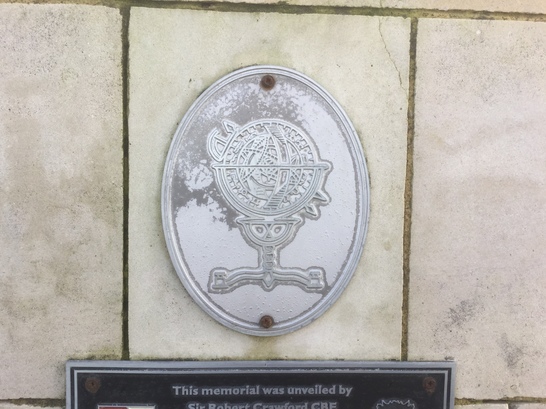 This memorial was unveiled by
Sir Robert Crawford CBE